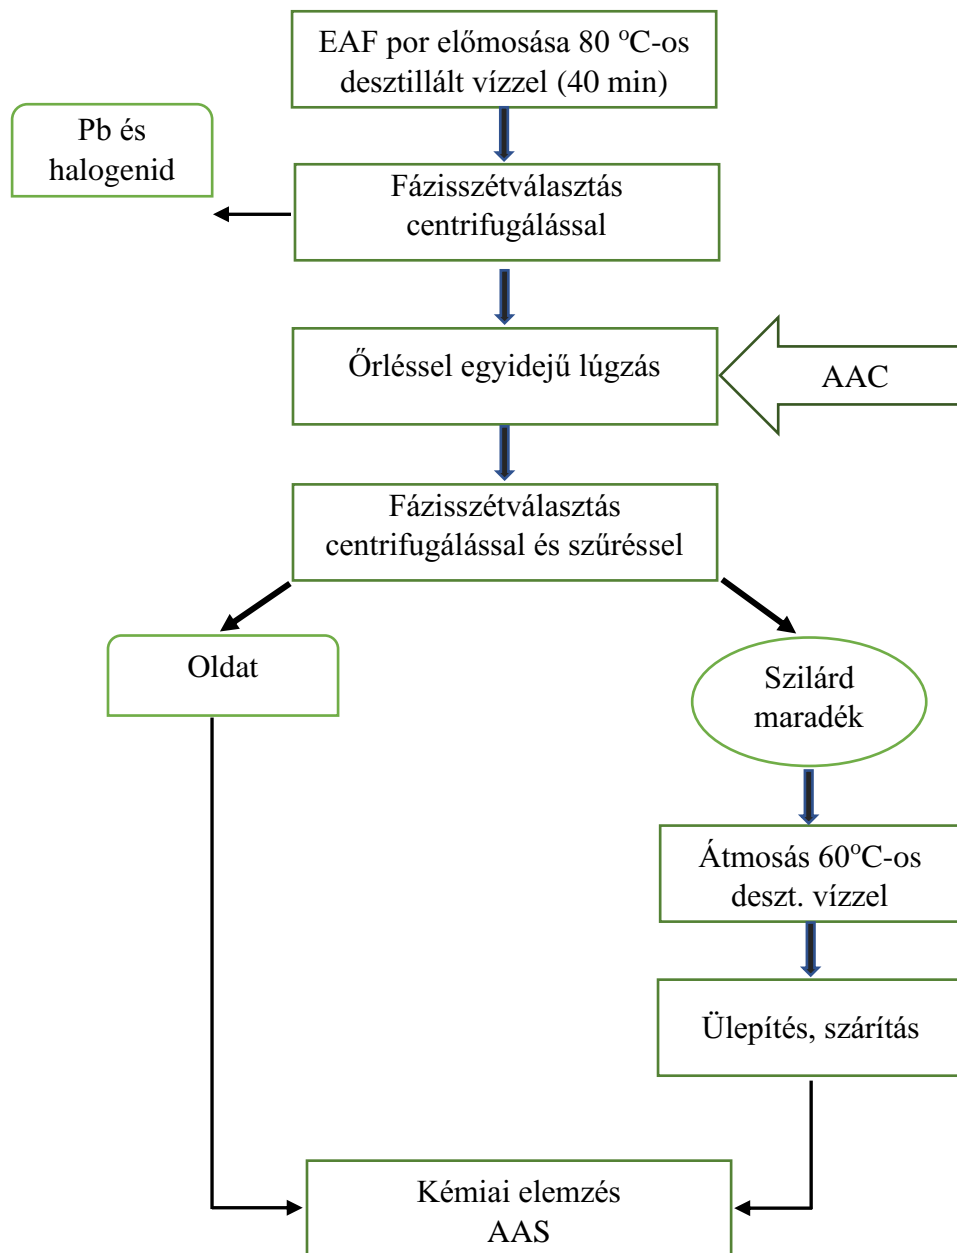 EAF por előmosása 80 °C-os
desztillált vízzel (40 min)
Pb és
halogenid
Fázisszétválasztás
centrifugálással
Őrléssel egyidejű lúgzás
AAC
Fázisszétválasztás
centrifugálással és szűréssel
Oldat
Szilárd
maradék
Átmosás 60°C-os
deszt. vízzel
Ülepítés, szárítás
Kémiai elemzés
AAS